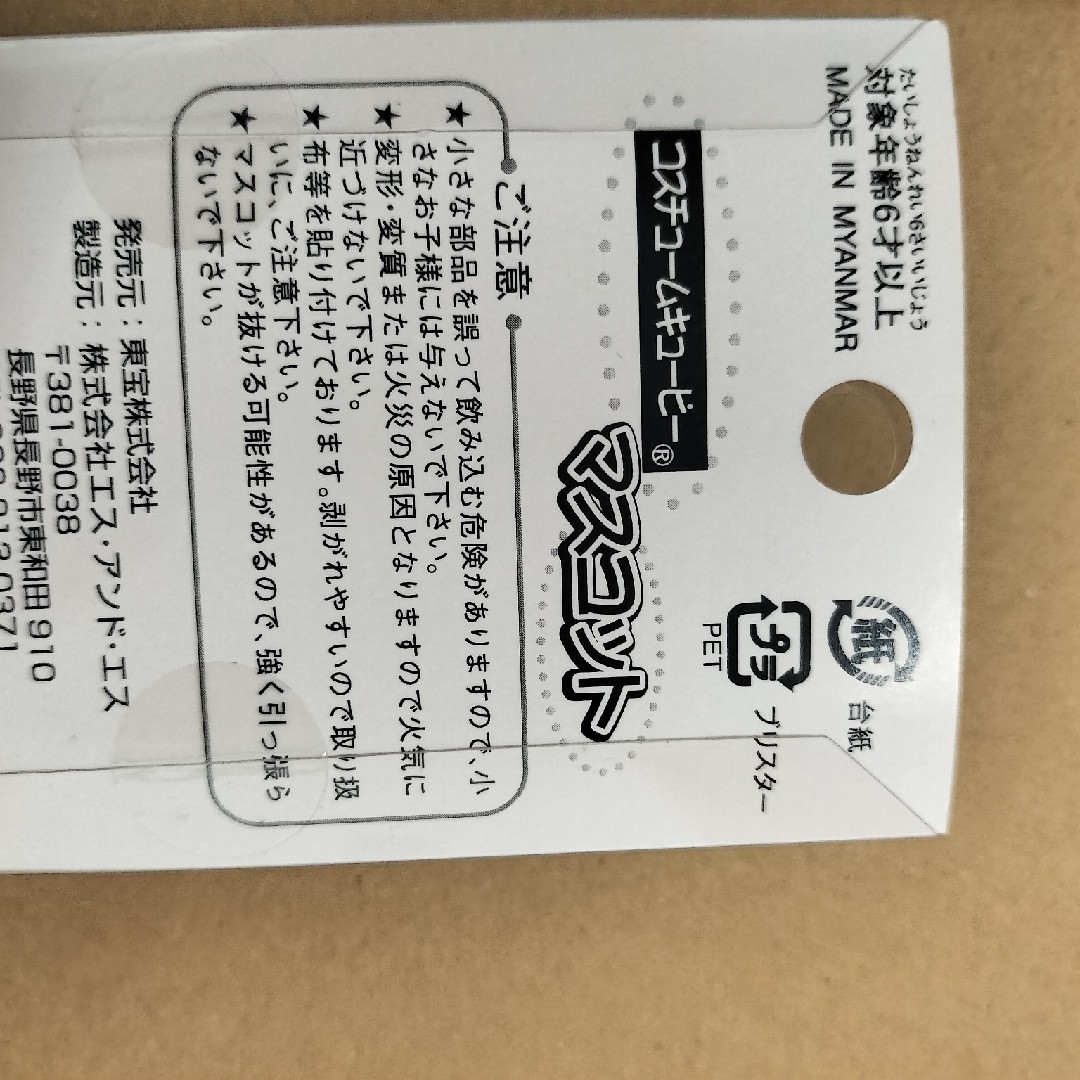 たいしょうねんれい6さいいじょう
対象年齢6才以上
MADE IN MYANMAR
紙
台紙
プラ
PET
ブリスター
コスチュームキューピー®
マスコット
ご注意
★小さな部品を誤って飲み込む危険がありますので、小
さなお子様には与えないで下さい。
★変形・変質または火災の原因となりますので火気に
近づけないで下さい。
★布等を貼り付けております。剥がれやすいので取り扱
いに、ご注意下さい。
★マスコットが抜ける可能性があるので、強く引っ張ら
ないで下さい。
発売元：東宝株式会社
製造元：株式会社エス・アンド・エス
〒381-0038
長野県長野市東和田910